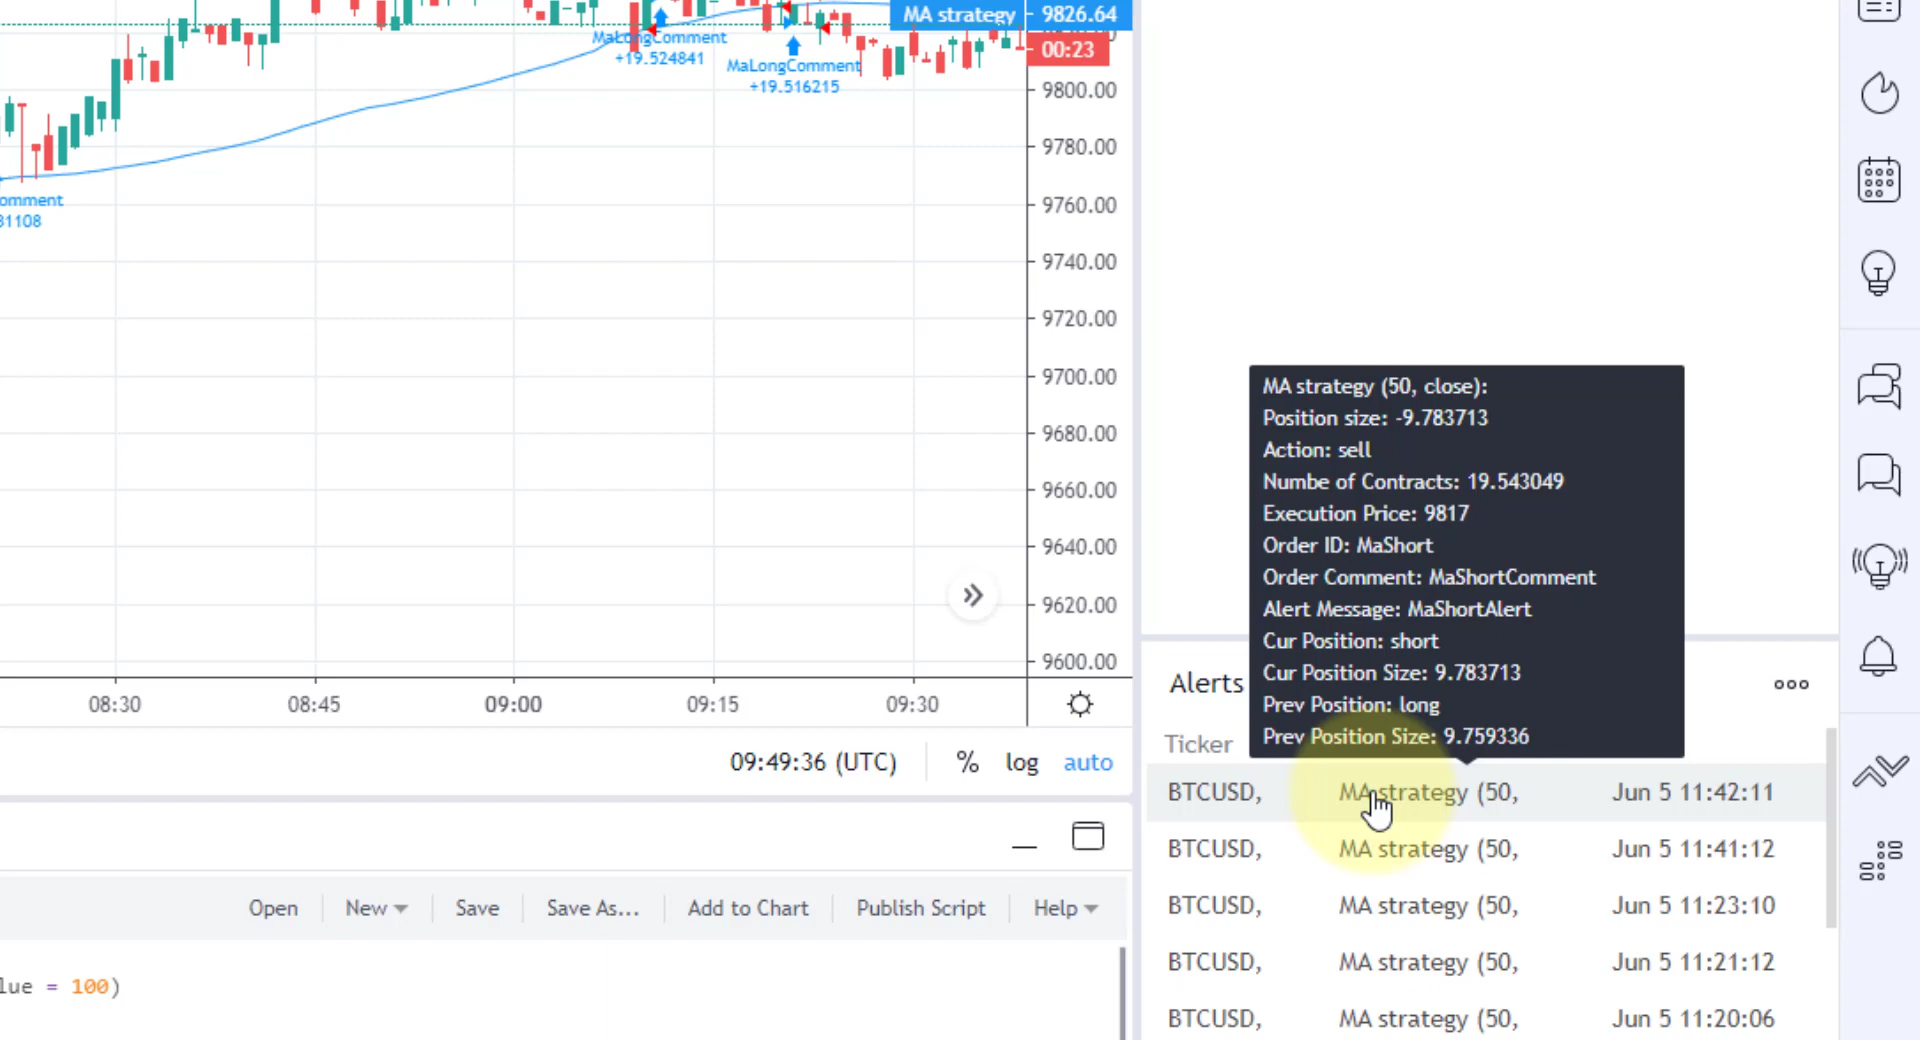 MA strategy
9826.64
00:23
MaLongComment
+19.524841
MaLongComment
+19.516215
omment
31108
9800.00
9780.00
9760.00
9740.00
9720.00
9700.00
9680.00
9660.00
9640.00
9620.00
9600.00
08:30
08:45
09:00
09:15
09:30
09:49:36 (UTC)
%
log
auto
Open
New
Save
Save As...
Add to Chart
Publish Script
Help
lue = 100)
MA strategy (50, close):
Position size: -9.783713
Action: sell
Numbe of Contracts: 19.543049
Execution Price: 9817
Order ID: MaShort
Order Comment: MaShortComment
Alert Message: MaShortAlert
Cur Position: short
Cur Position Size: 9.783713
Prev Position: long
Prev Position Size: 9.759336
Alerts
Ticker
BTCUSD, MA strategy (50, Jun 5 11:42:11
BTCUSD, MA strategy (50, Jun 5 11:41:12
BTCUSD, MA strategy (50, Jun 5 11:23:10
BTCUSD, MA strategy (50, Jun 5 11:21:12
BTCUSD, MA strategy (50, Jun 5 11:20:06